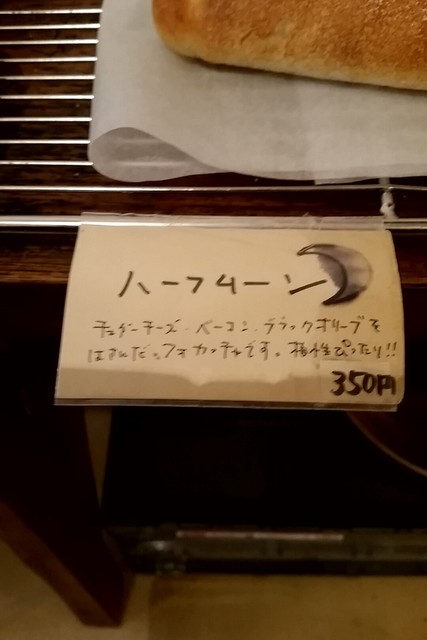 ハーフムーン
チェダーチーズ・ベーコン・ブラックオリーブを
はさんだ、フォカッチャです。相性ぴったり!!
350円